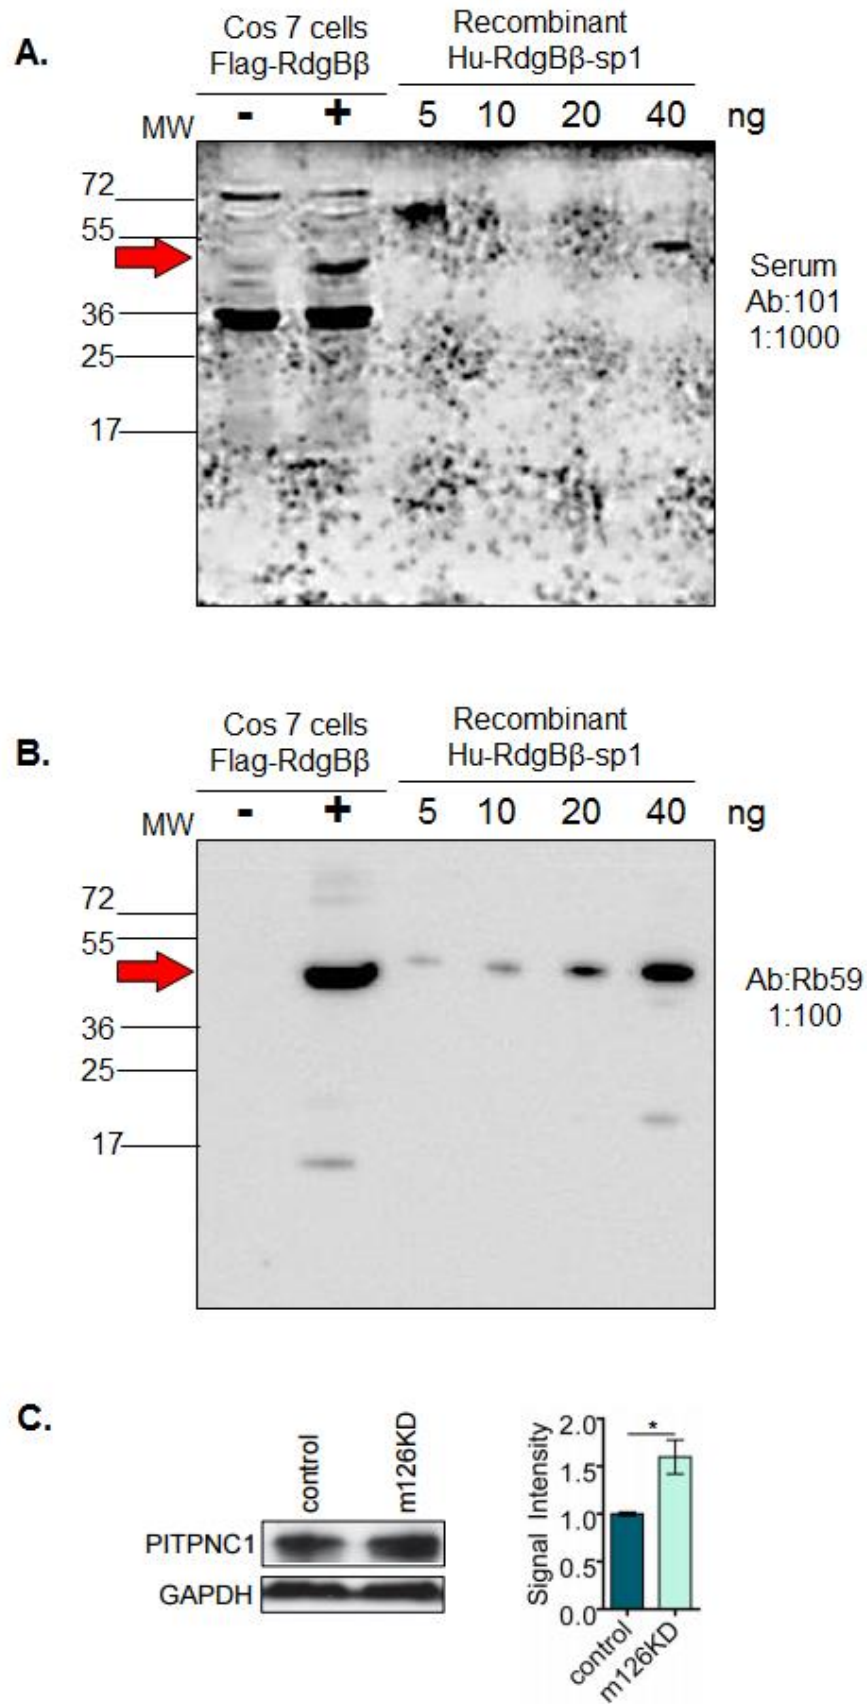 A.
Cos 7 cells
Flag-RdgBβ
Recombinant
Hu-RdgBβ-sp1
MW - + 5 10 20 40 ng
72
55
36
25
17
Serum
Ab:101
1:1000
B.
Cos 7 cells
Flag-RdgBβ
Recombinant
Hu-RdgBβ-sp1
MW - + 5 10 20 40 ng
72
55
36
25
17
Ab:Rb59
1:100
C.
control
m126KD
PITPNC1
GAPDH
Signal Intensity
2.0
1.5
1.0
0.5
0.0
*
control
m126KD